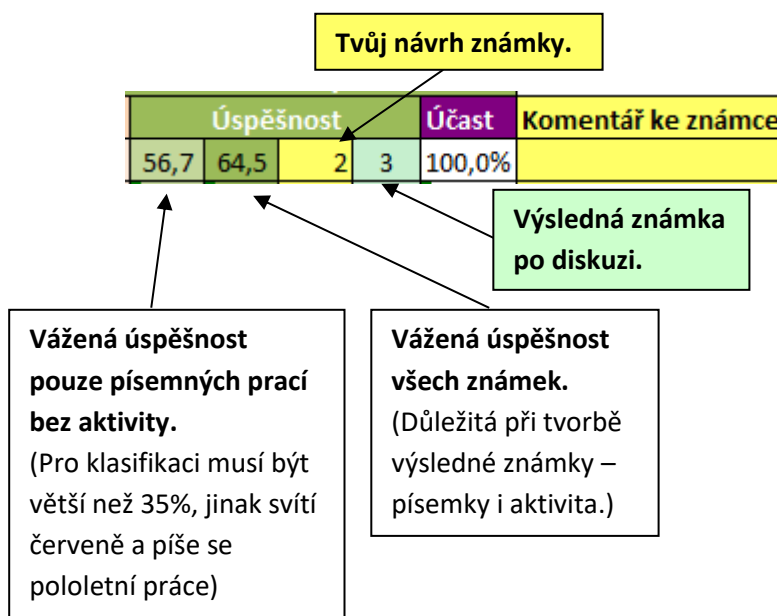 Tvůj návrh známky.
Úspěšnost Účast Komentář ke známce
56,7 64,5 2 3 100,0%
Výsledná známka
po diskuzi.
Vážená úspěšnost
pouze písemných prací
bez aktivity.
(Pro klasifikaci musí být
větší než 35%, jinak svítí
červeně a píše se
pololetní práce)
Vážená úspěšnost
všech známek.
(Důležitá při tvorbě
výsledné známky –
písemky i aktivita.)